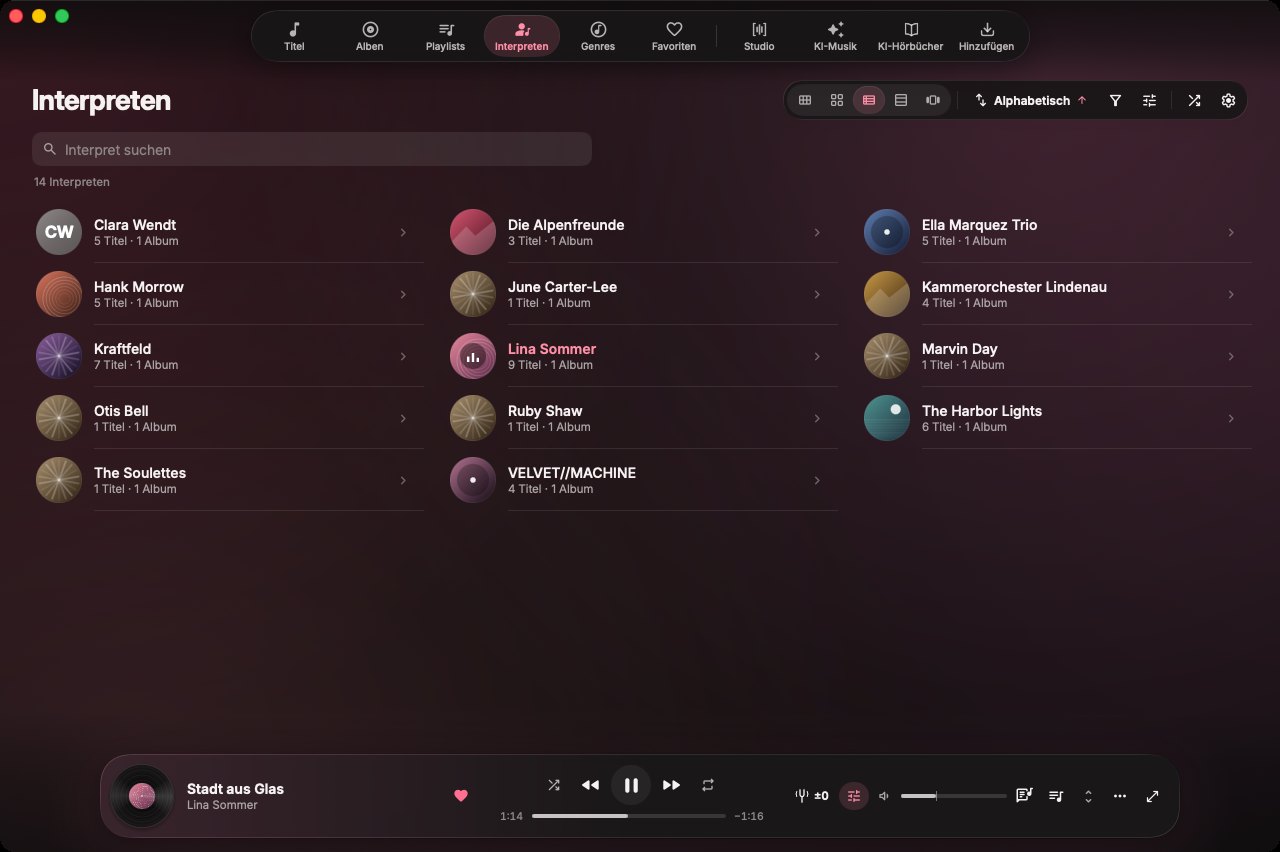 Titel
Alben
Playlists
Interpreten
Genres
Favoriten
Studio
KI-Musik
KI-Hörbücher
Hinzufügen
Interpreten
Alphabetisch
Interpret suchen
14 Interpreten
CW
Clara Wendt
5 Titel · 1 Album
Die Alpenfreunde
3 Titel · 1 Album
Ella Marquez Trio
5 Titel · 1 Album
Hank Morrow
5 Titel · 1 Album
June Carter-Lee
1 Titel · 1 Album
Kammerorchester Lindenau
4 Titel · 1 Album
Kraftfeld
7 Titel · 1 Album
Lina Sommer
9 Titel · 1 Album
Marvin Day
1 Titel · 1 Album
Otis Bell
1 Titel · 1 Album
Ruby Shaw
1 Titel · 1 Album
The Harbor Lights
6 Titel · 1 Album
The Soulettes
1 Titel · 1 Album
VELVET//MACHINE
4 Titel · 1 Album
Stadt aus Glas
Lina Sommer
1:14
−1:16
±0